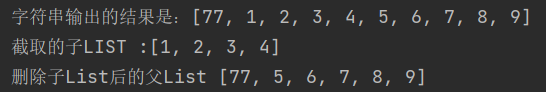 字符串输出的结果是：[77, 1, 2, 3, 4, 5, 6, 7, 8, 9]
截取的子LIST :[1, 2, 3, 4]
删除子List后的父List [77, 5, 6, 7, 8, 9]